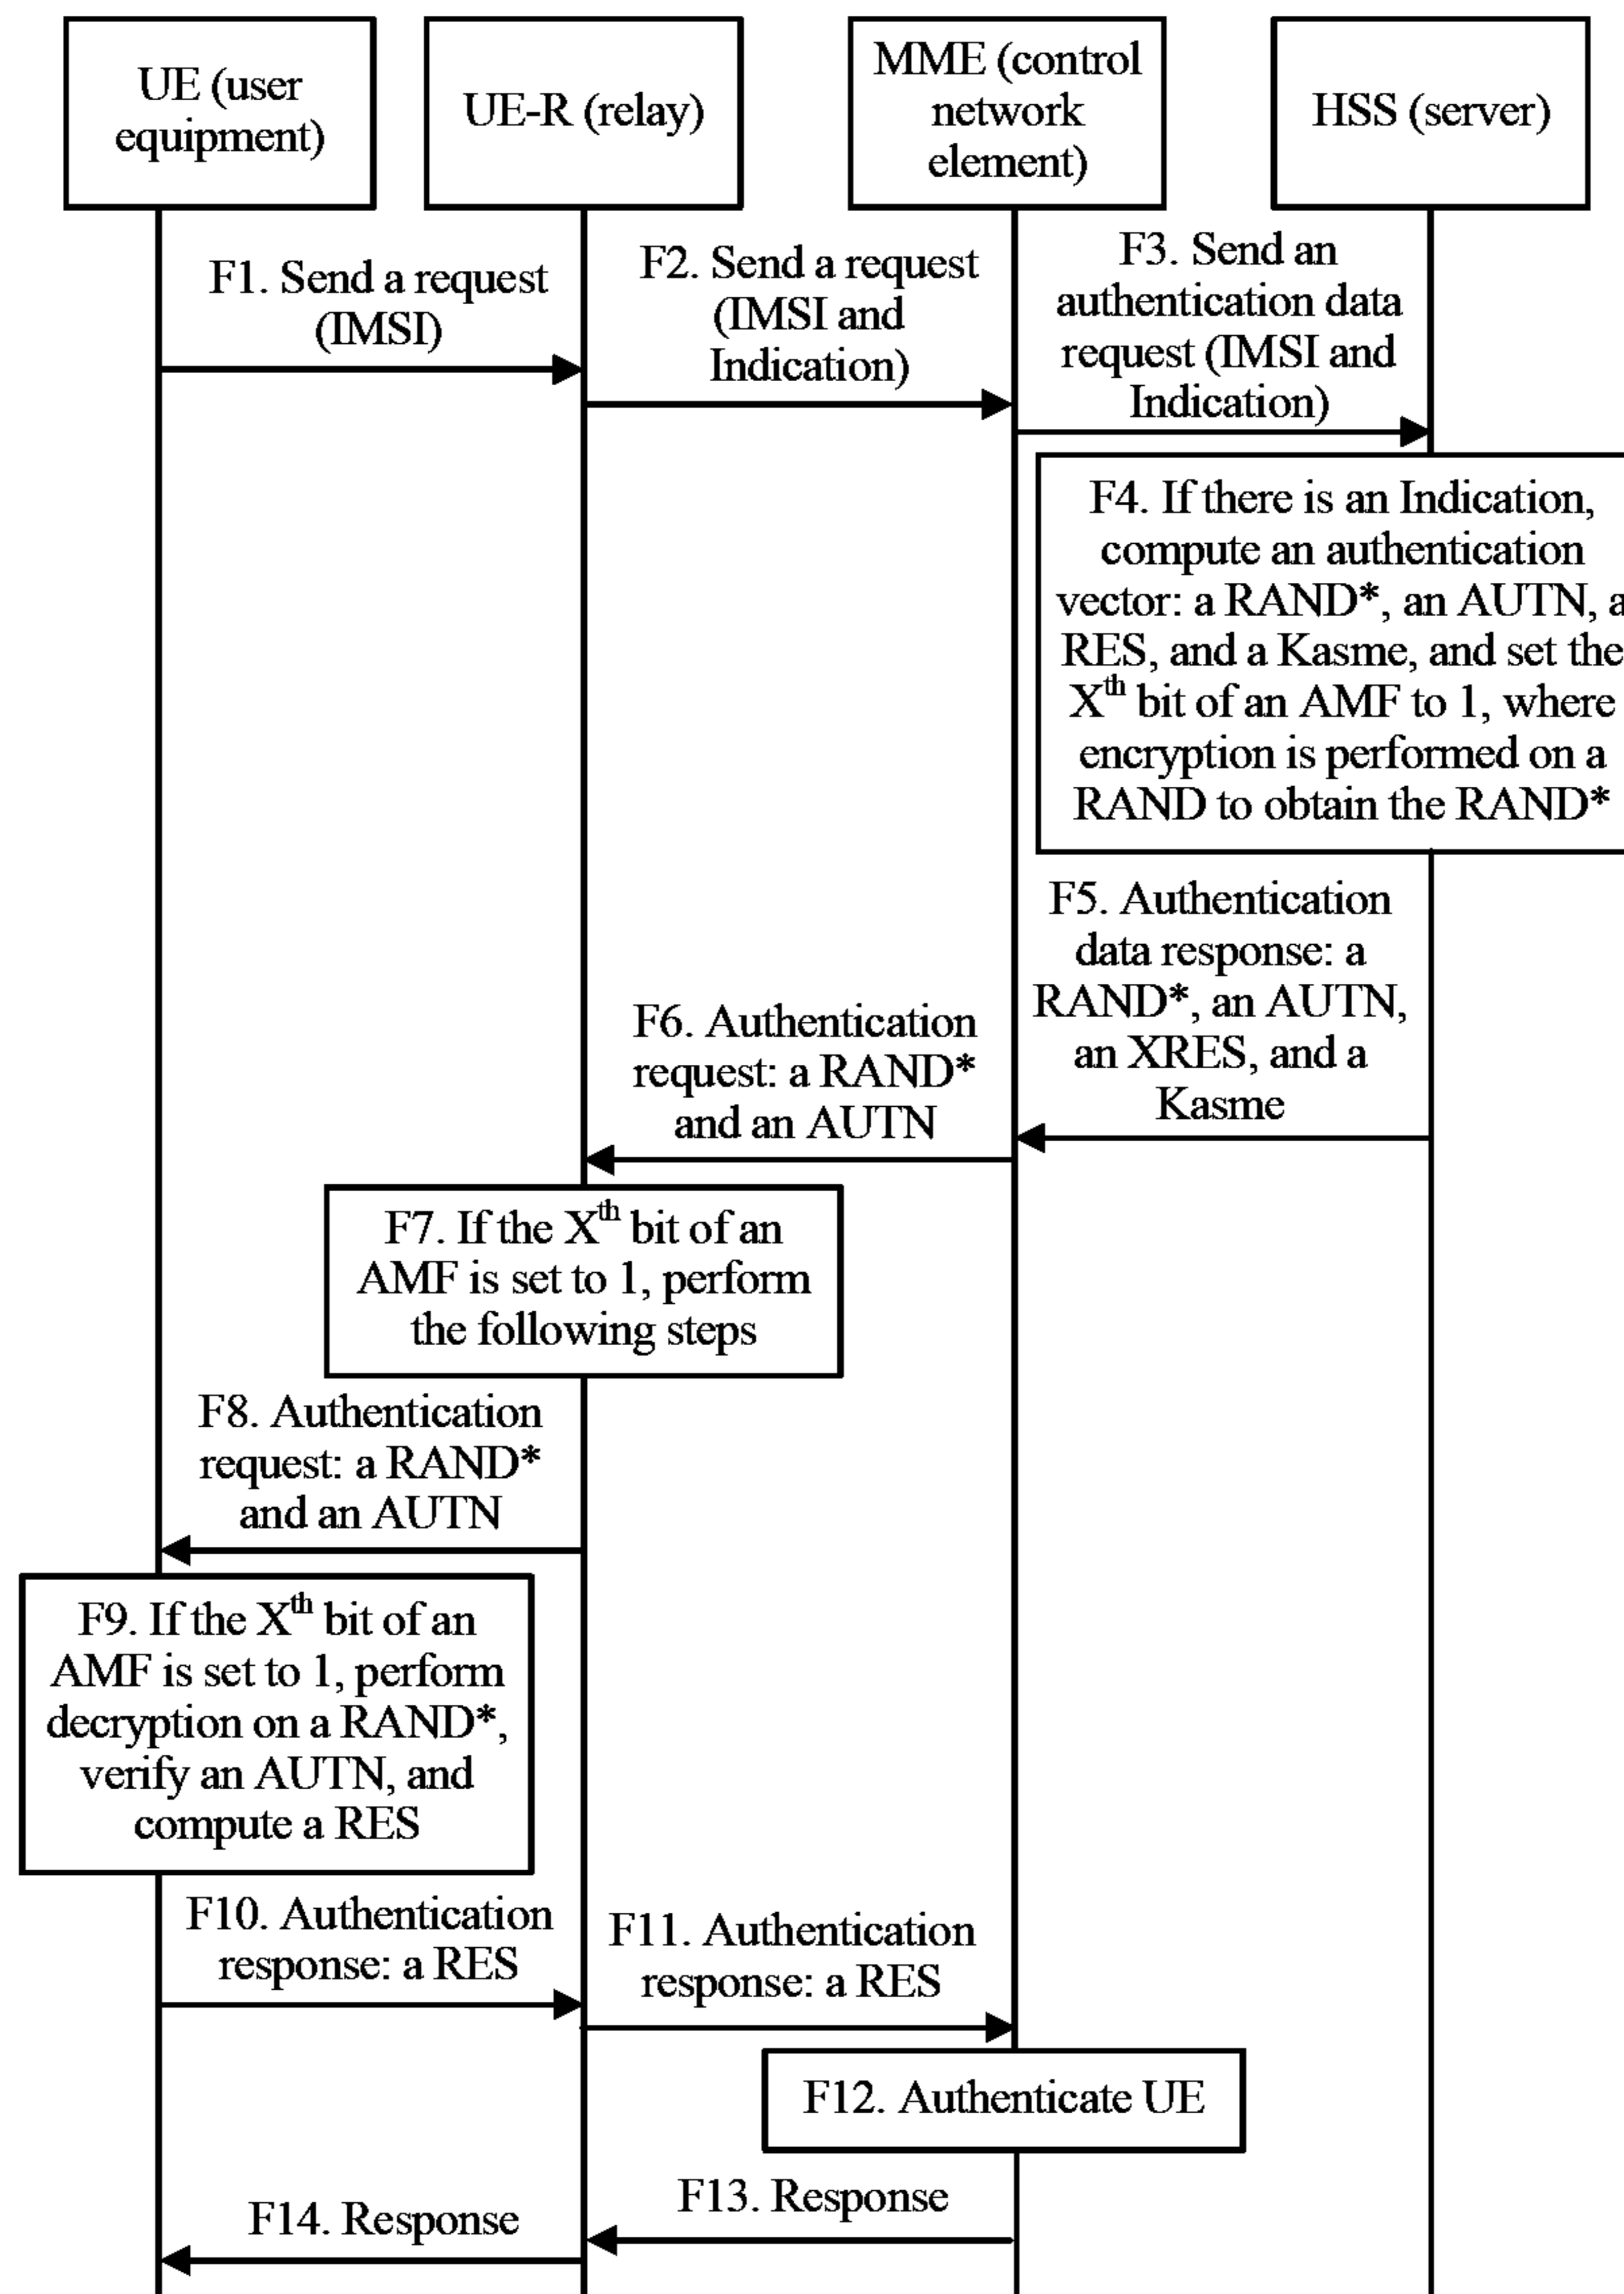 UE (user
equipment)
UE-R (relay)
MME (control
network
element)
HSS (server)
F1. Send a request
(IMSI)
F2. Send a request
(IMSI and
Indication)
F3. Send an
authentication data
request (IMSI and
Indication)
F4. If there is an Indication,
compute an authentication
vector: a RAND*, an AUTN, a
RES, and a Kasme, and set the
Xth bit of an AMF to 1, where
encryption is performed on a
RAND to obtain the RAND*
F5. Authentication
data response: a
RAND*, an AUTN,
an XRES, and a
Kasme
F6. Authentication
request: a RAND*
and an AUTN
F7. If the Xth bit of an
AMF is set to 1, perform
the following steps
F8. Authentication
request: a RAND*
and an AUTN
F9. If the Xth bit of an
AMF is set to 1, perform
decryption on a RAND*,
verify an AUTN, and
compute a RES
F10. Authentication
response: a RES
F11. Authentication
response: a RES
F12. Authenticate UE
F13. Response
F14. Response